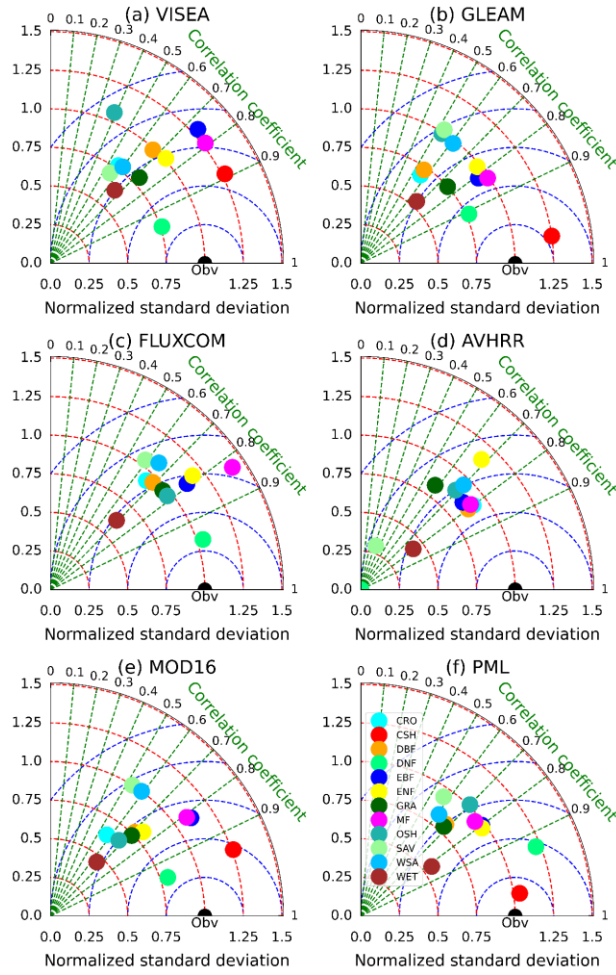 (a) VISEA
(b) GLEAM
0 0.1 0.2 0.3 0.4 0.5 0.6 0.7 0.8 0.9 1
Correlation coefficient
1.5
1.25
1.0
0.75
0.5
0.25
0.0
Obv
0.0 0.25 0.5 0.75 1.0 1.25 1.5
Normalized standard deviation
0 0.1 0.2 0.3 0.4 0.5 0.6 0.7 0.8 0.9 1
Correlation coefficient
1.5
1.25
1.0
0.75
0.5
0.25
0.0
Obv
0.0 0.25 0.5 0.75 1.0 1.25 1.5
Normalized standard deviation
(c) FLUXCOM
(d) AVHRR
0 0.1 0.2 0.3 0.4 0.5 0.6 0.7 0.8 0.9 1
Correlation coefficient
1.5
1.25
1.0
0.75
0.5
0.25
0.0
Obv
0.0 0.25 0.5 0.75 1.0 1.25 1.5
Normalized standard deviation
0 0.1 0.2 0.3 0.4 0.5 0.6 0.7 0.8 0.9 1
Correlation coefficient
1.5
1.25
1.0
0.75
0.5
0.25
0.0
Obv
0.0 0.25 0.5 0.75 1.0 1.25 1.5
Normalized standard deviation
(e) MOD16
(f) PML
0 0.1 0.2 0.3 0.4 0.5 0.6 0.7 0.8 0.9 1
Correlation coefficient
1.5
1.25
1.0
0.75
0.5
0.25
0.0
Obv
0.0 0.25 0.5 0.75 1.0 1.25 1.5
Normalized standard deviation
0 0.1 0.2 0.3 0.4 0.5 0.6 0.7 0.8 0.9 1
Correlation coefficient
1.5
1.25
1.0
0.75
0.5
0.25
0.0
CRO
CSH
DBF
DNF
EBF
ENF
GRA
MF
OSH
SAV
WSA
WET
Obv
0.0 0.25 0.5 0.75 1.0 1.25 1.5
Normalized standard deviation